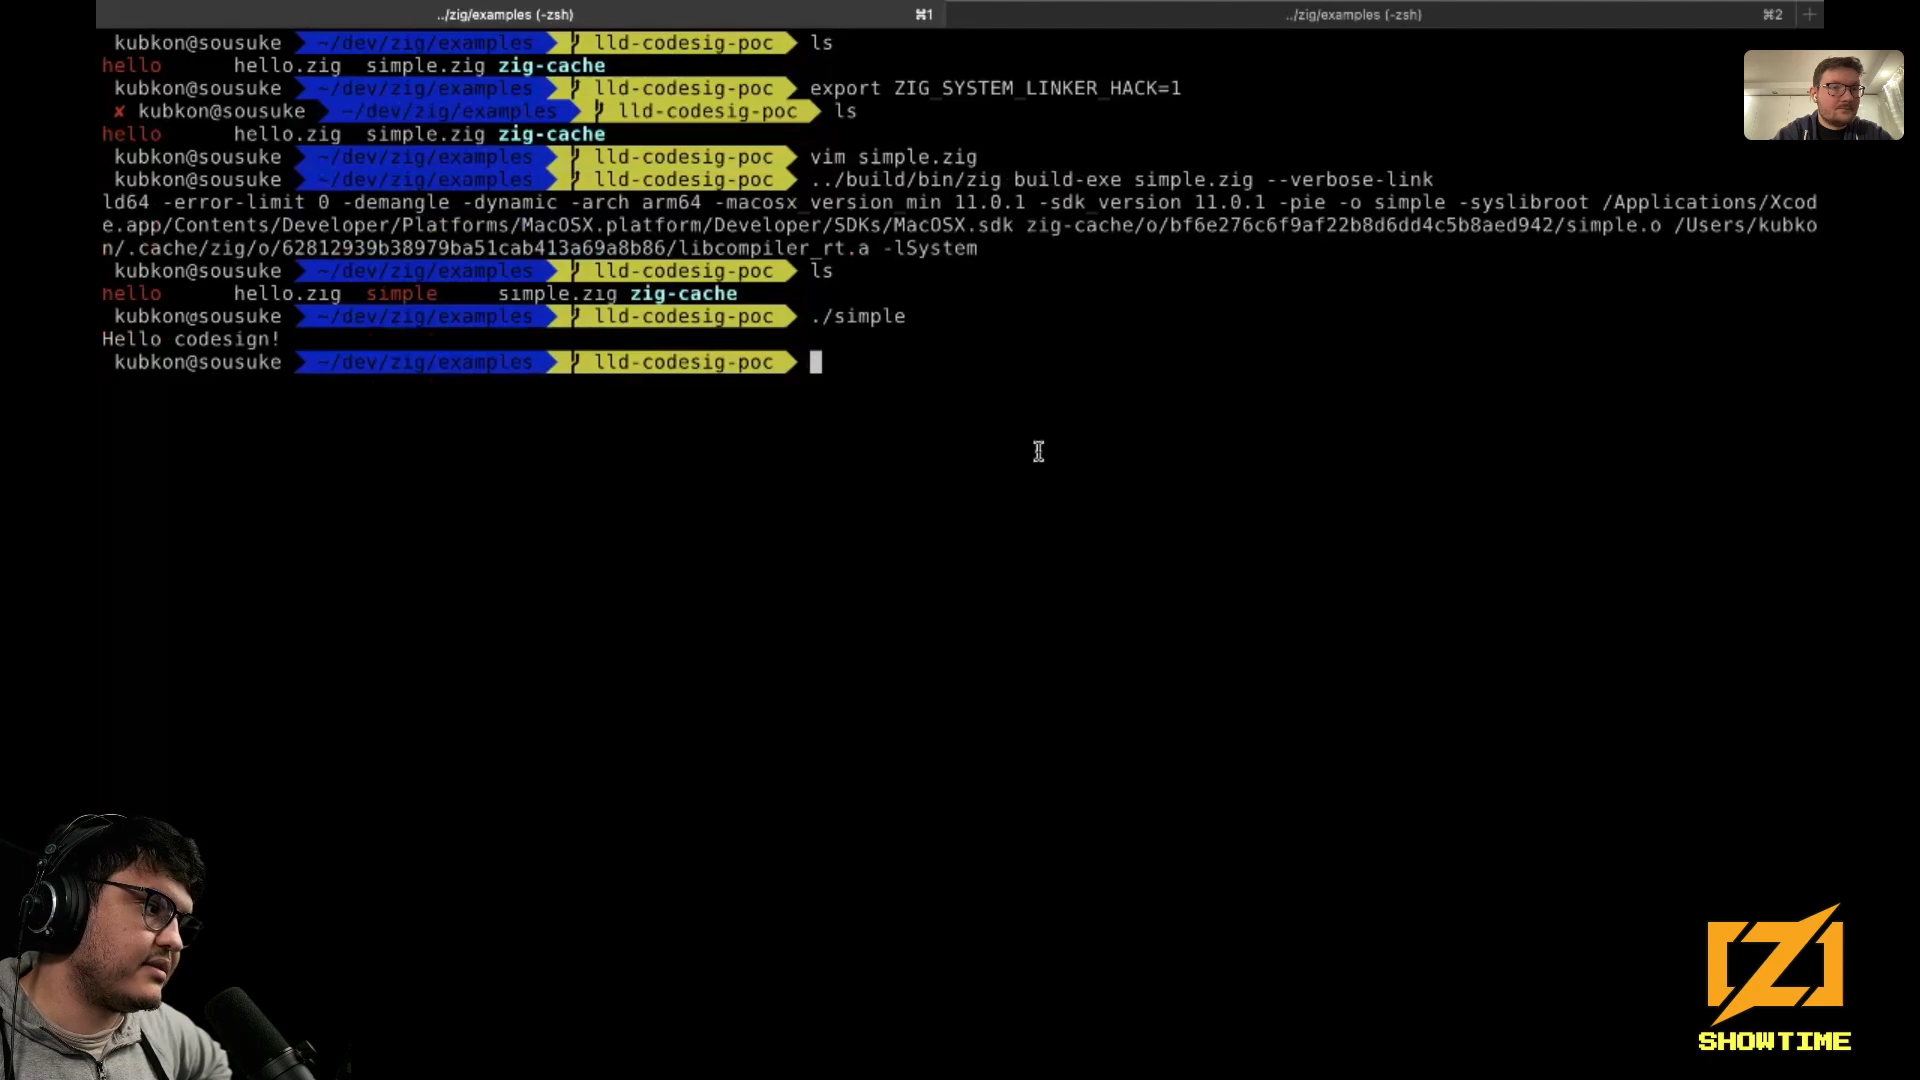 ../zig/examples (-zsh) ⌘1 ../zig/examples (-zsh) ⌘2 +
kubkon@sousuke ~/dev/zig/examples lld-codesig-poc ls
hello hello.zig simple.zig zig-cache
kubkon@sousuke ~/dev/zig/examples lld-codesig-poc export ZIG_SYSTEM_LINKER_HACK=1
✘ kubkon@sousuke ~/dev/zig/examples lld-codesig-poc ls
hello hello.zig simple.zig zig-cache
kubkon@sousuke ~/dev/zig/examples lld-codesig-poc vim simple.zig
kubkon@sousuke ~/dev/zig/examples lld-codesig-poc ../build/bin/zig build-exe simple.zig --verbose-link
ld64 -error-limit 0 -demangle -dynamic -arch arm64 -macosx_version_min 11.0.1 -sdk_version 11.0.1 -pie -o simple -syslibroot /Applications/Xcod
e.app/Contents/Developer/Platforms/MacOSX.platform/Developer/SDKs/MacOSX.sdk zig-cache/o/bf6e276c6f9af22b8d6dd4c5b8aed942/simple.o /Users/kubko
n/.cache/zig/o/62812939b38979ba51cab413a69a8b86/libcompiler_rt.a -lSystem
kubkon@sousuke ~/dev/zig/examples lld-codesig-poc ls
hello hello.zig simple simple.zig zig-cache
kubkon@sousuke ~/dev/zig/examples lld-codesig-poc ./simple
Hello codesign!
kubkon@sousuke ~/dev/zig/examples lld-codesig-poc
SHOWTIME